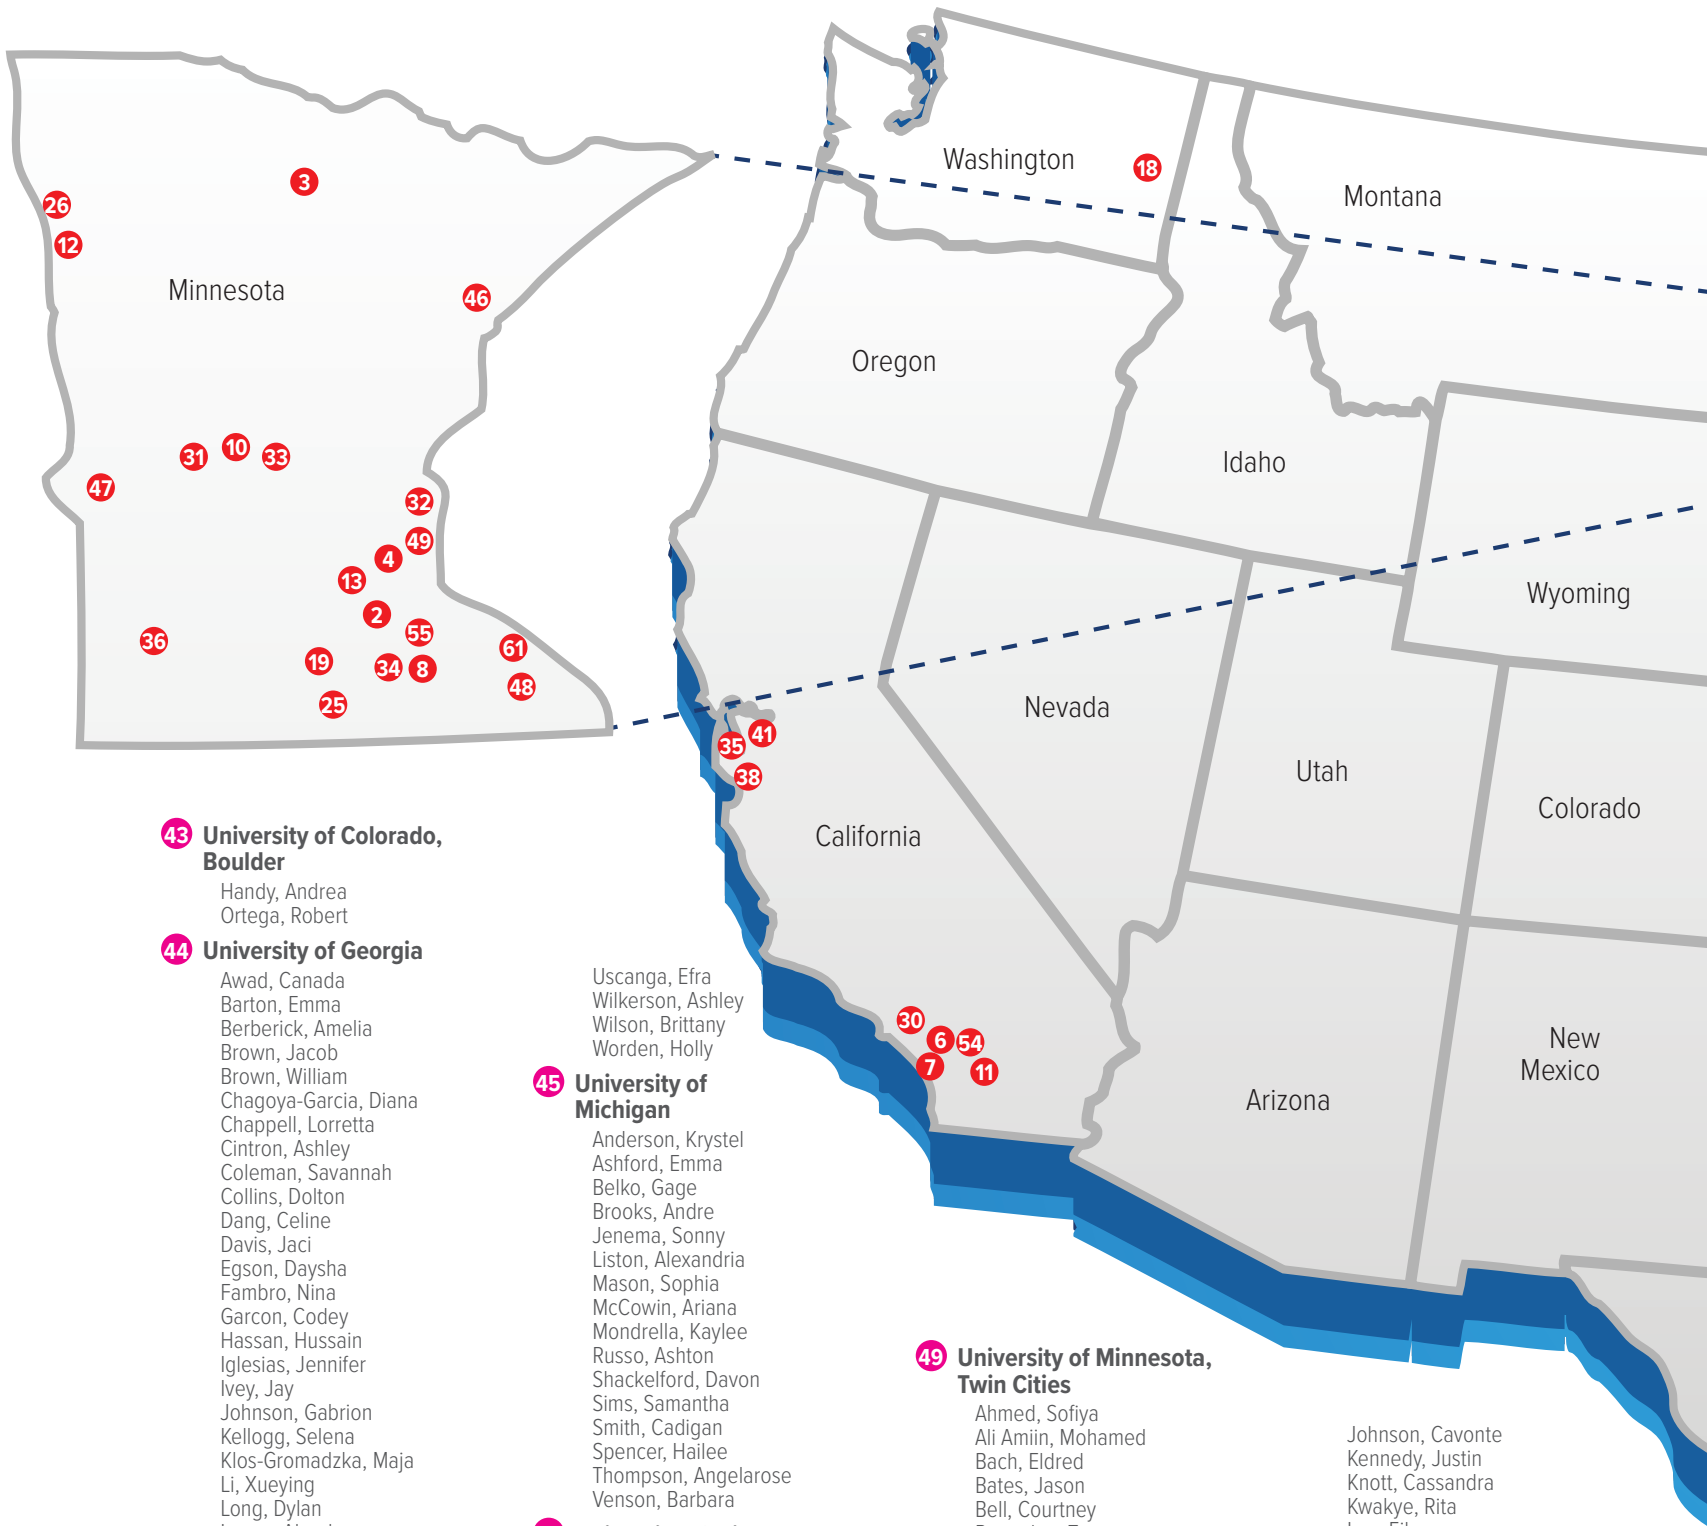 Minnesota
3
26
12
46
31
10
33
47
32
49
4
13
2
55
36
19
34
8
61
48
25
Washington
18
Montana
Oregon
Idaho
Wyoming
Nevada
Utah
Colorado
41
35
38
California
30
6
54
7
11
Arizona
New
Mexico
43 University of Colorado,
Boulder
Handy, Andrea
Ortega, Robert
44 University of Georgia
Awad, Canada
Barton, Emma
Berberick, Amelia
Brown, Jacob
Brown, William
Chagoya-Garcia, Diana
Chappell, Lorretta
Cintron, Ashley
Coleman, Savannah
Collins, Dolton
Dang, Celine
Davis, Jaci
Egson, Daysha
Fambro, Nina
Garcon, Codey
Hassan, Hussain
Iglesias, Jennifer
Ivey, Jay
Johnson, Gabrion
Kellogg, Selena
Klos-Gromadzka, Maja
Li, Xueying
Long, Dylan
Uscanga, Efra
Wilkerson, Ashley
Wilson, Brittany
Worden, Holly
45 University of
Michigan
Anderson, Krystel
Ashford, Emma
Belko, Gage
Brooks, Andre
Jenema, Sonny
Liston, Alexandria
Mason, Sophia
McCowin, Ariana
Mondrella, Kaylee
Russo, Ashton
Shackelford, Davon
Sims, Samantha
Smith, Cadigan
Spencer, Hailee
Thompson, Angelarose
Venson, Barbara
49 University of Minnesota,
Twin Cities
Ahmed, Sofiya
Ali Amiin, Mohamed
Bach, Eldred
Bates, Jason
Bell, Courtney
Johnson, Cavonte
Kennedy, Justin
Knott, Cassandra
Kwakye, Rita